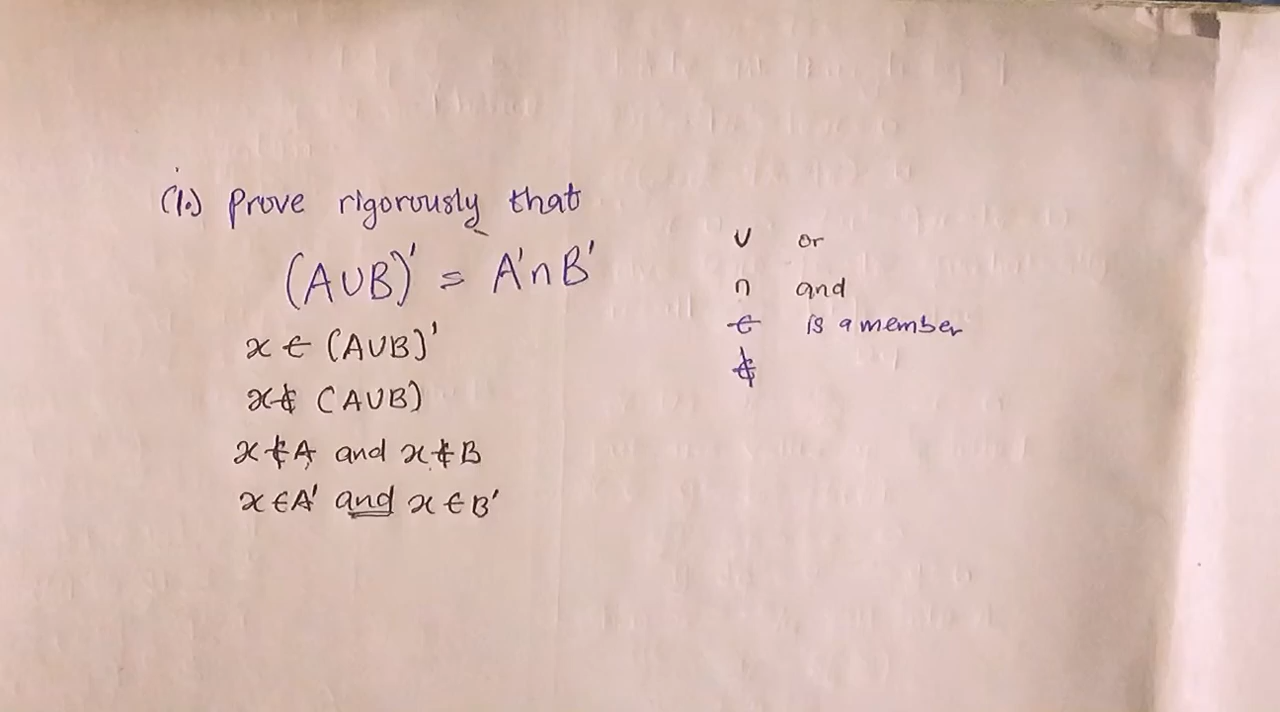 (1.) Prove rigorously that
(A∪B)' = A'∩B'
x ∈ (A∪B)'
x ∉ (A∪B)
x ∉ A and x ∉ B
x ∈ A' and x ∈ B'
∪ or
∩ and
∈ is a member
∉